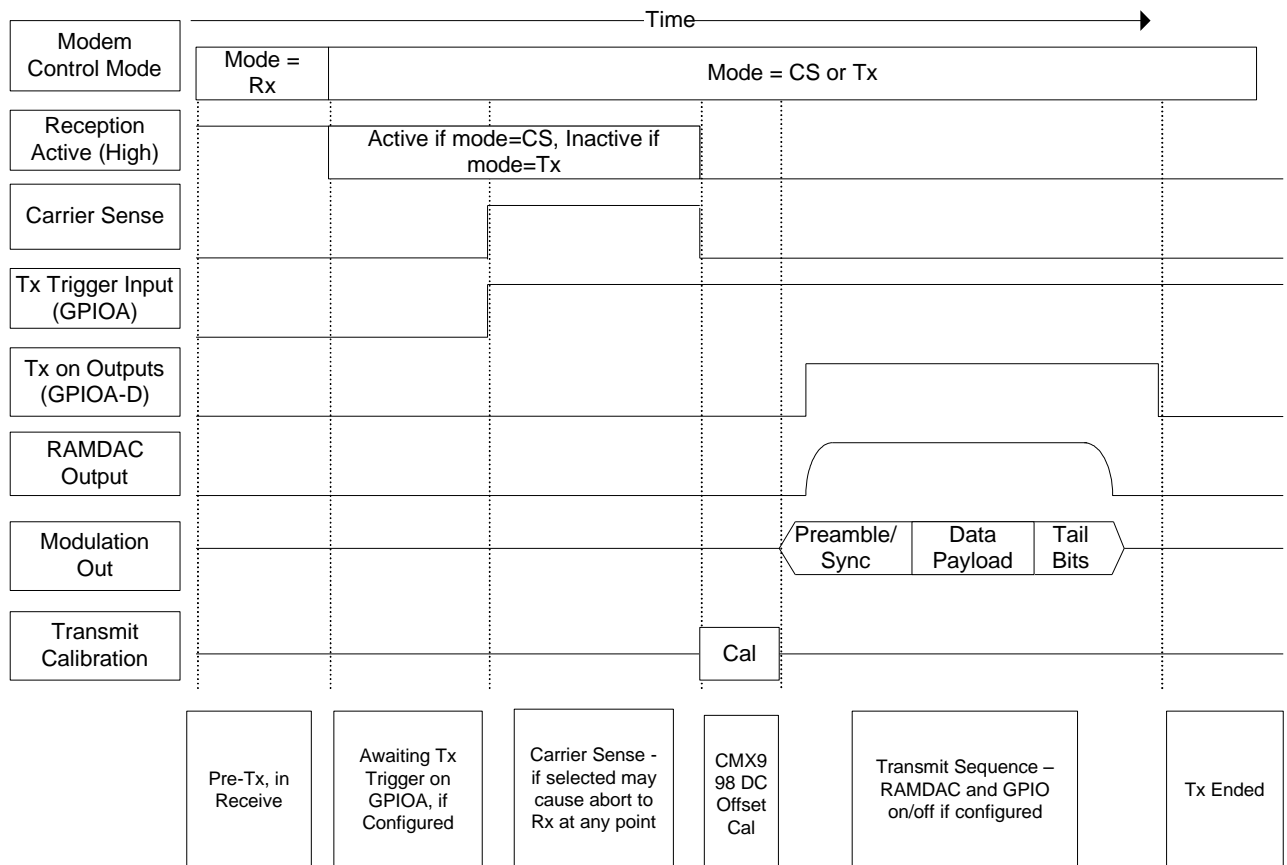 Time
Modem
Control Mode
Mode =
Rx
Mode = CS or Tx
Reception
Active (High)
Active if mode=CS, Inactive if
mode=Tx
Carrier Sense
Tx Trigger Input
(GPIOA)
Tx on Outputs
(GPIOA-D)
RAMDAC
Output
Modulation
Out
Preamble/
Sync
Data
Payload
Tail
Bits
Transmit
Calibration
Cal
Pre-Tx, in
Receive
Awaiting Tx
Trigger on
GPIOA, if
Configured
Carrier Sense -
if selected may
cause abort to
Rx at any point
CMX9
98 DC
Offset
Cal
Transmit Sequence –
RAMDAC and GPIO
on/off if configured
Tx Ended